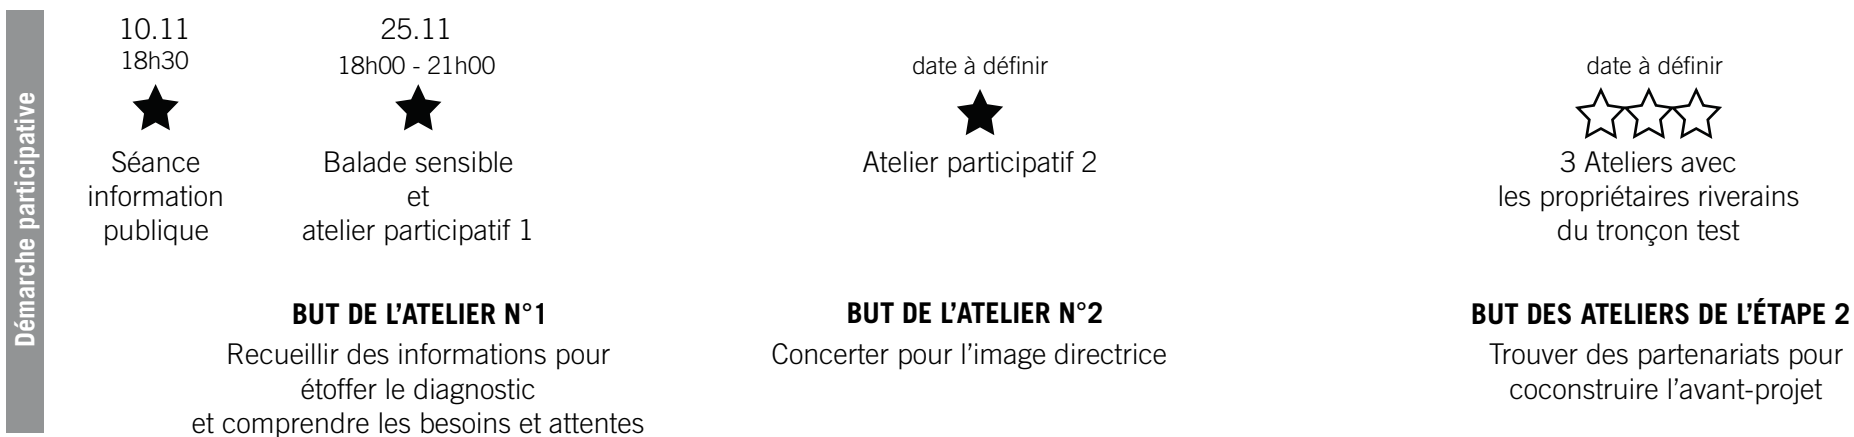 Démarche participative
10.11
18h30
Séance
information
publique
25.11
18h00 - 21h00
Balade sensible
et
atelier participatif 1
BUT DE L’ATELIER N°1
Recueillir des informations pour
étoffer le diagnostic
et comprendre les besoins et attentes
date à définir
Atelier participatif 2
BUT DE L’ATELIER N°2
Concerter pour l’image directrice
date à définir
3 Ateliers avec
les propriétaires riverains
du tronçon test
BUT DES ATELIERS DE L’ÉTAPE 2
Trouver des partenariats pour
coconstruire l’avant-projet